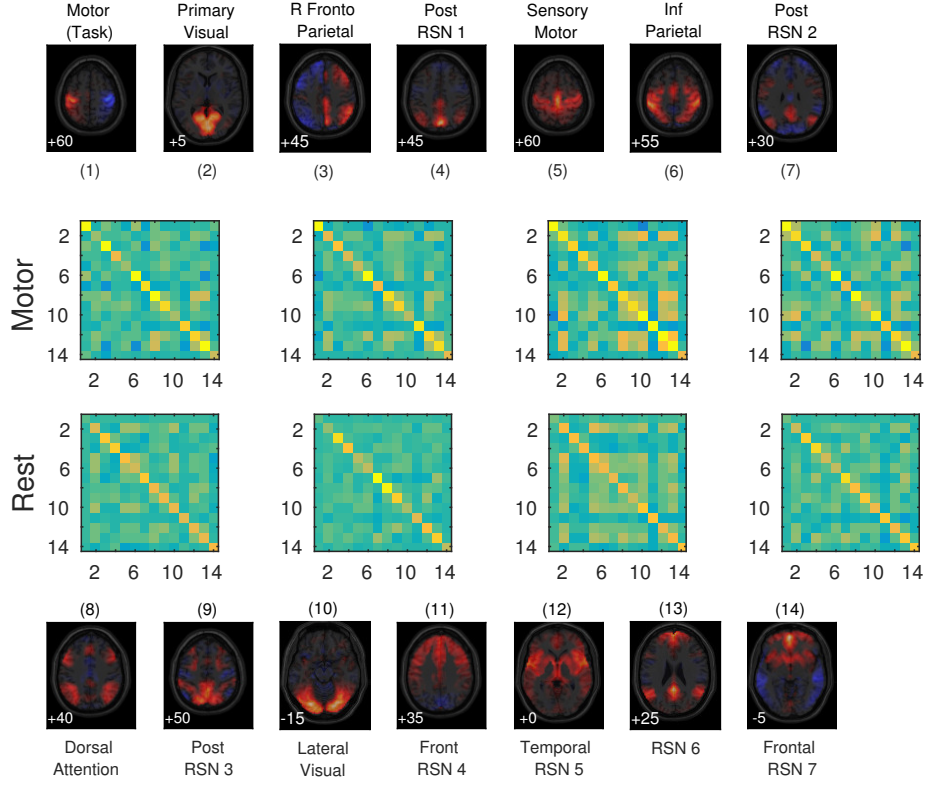 Motor Primary R Fronto Post Sensory Inf Post
(Task) Visual Parietal RSN 1 Motor Parietal RSN 2
+60 +5 +45 +45 +60 +55 +30
(1) (2) (3) (4) (5) (6) (7)
Motor
2 2 2 2
6 6 6 6
10 10 10 10
14 14 14 14
2 6 10 14 2 6 10 14 2 6 10 14 2 6 10 14
Rest
2 2 2 2
6 6 6 6
10 10 10 10
14 14 14 14
2 6 10 14 2 6 10 14 2 6 10 14 2 6 10 14
(8) (9) (10) (11) (12) (13) (14)
+40 +50 -15 +35 +0 +25 -5
Dorsal Post Lateral Front Temporal RSN 6 Frontal
Attention RSN 3 Visual RSN 4 RSN 5 RSN 7